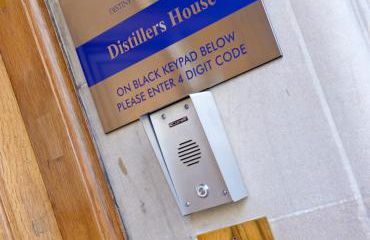 Distillers House
ON BLACK KEYPAD BELOW
PLEASE ENTER 4 DIGIT CODE